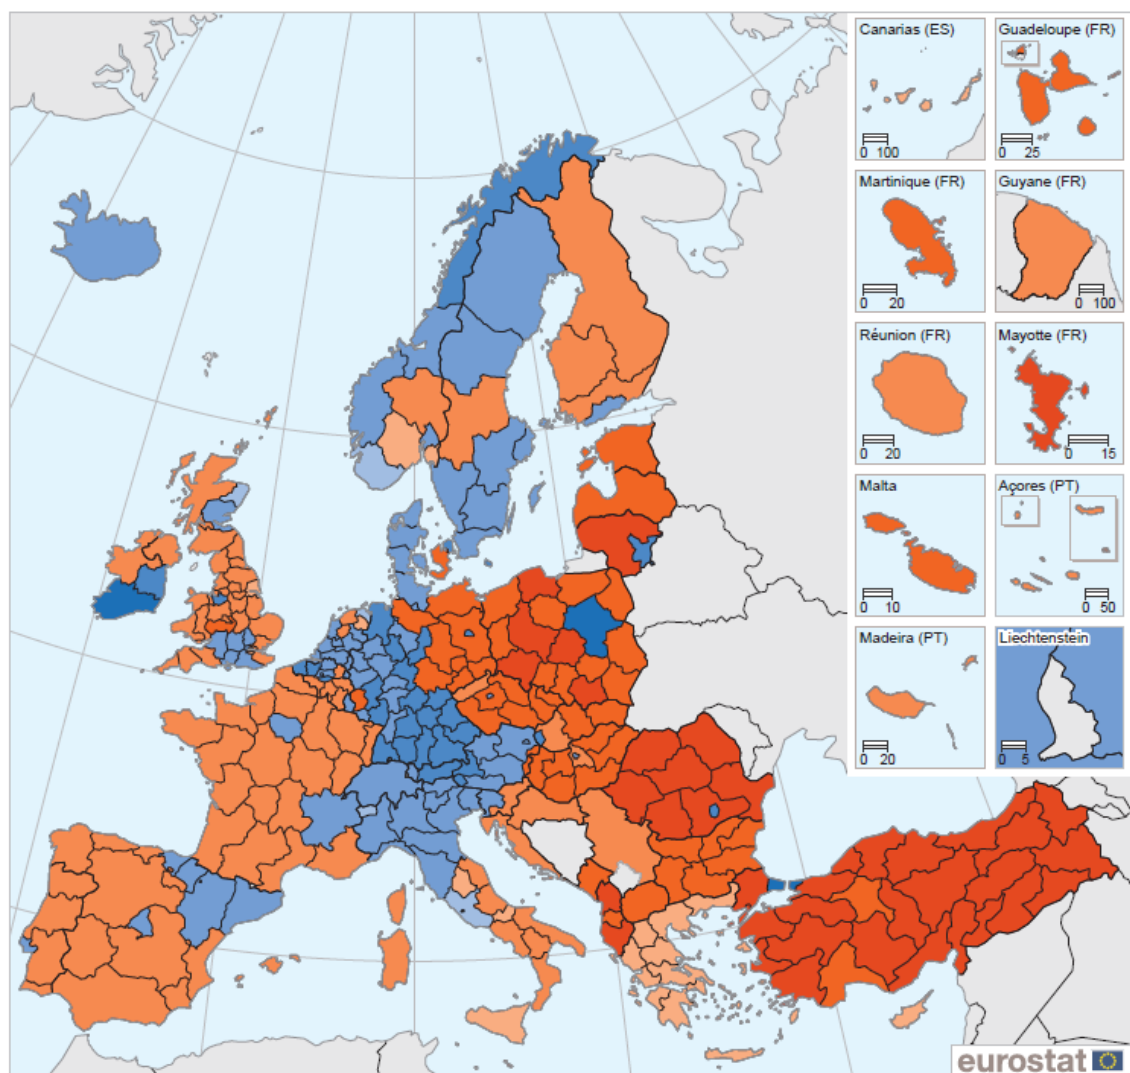 Canarias (ES)
0 100
Guadeloupe (FR)
0 25
Martinique (FR)
0 20
Guyane (FR)
0 100
Réunion (FR)
0 20
Mayotte (FR)
0 15
Malta
0 10
Açores (PT)
0 50
Madeira (PT)
0 20
Liechtenstein
0 5
eurostat